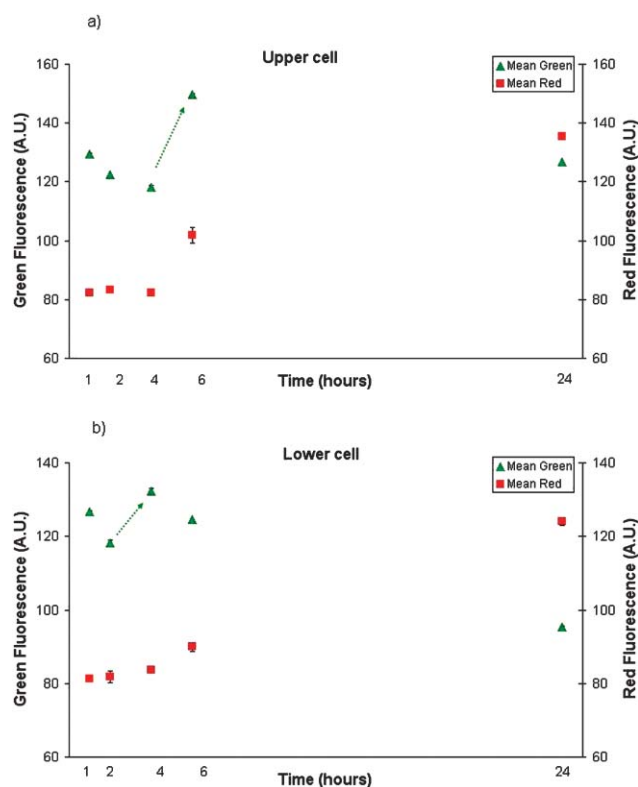 a)
Upper cell
Mean Green
Mean Red
Green Fluorescence (A.U.)
160
140
120
100
80
60
Red Fluorescence (A.U.)
160
140
120
100
80
60
1 2 4 6 24
Time (hours)
b)
Lower cell
Mean Green
Mean Red
Green Fluorescence (A.U.)
140
120
100
80
60
Red Fluorescence (A.U.)
140
120
100
80
60
1 2 4 6 24
Time (hours)